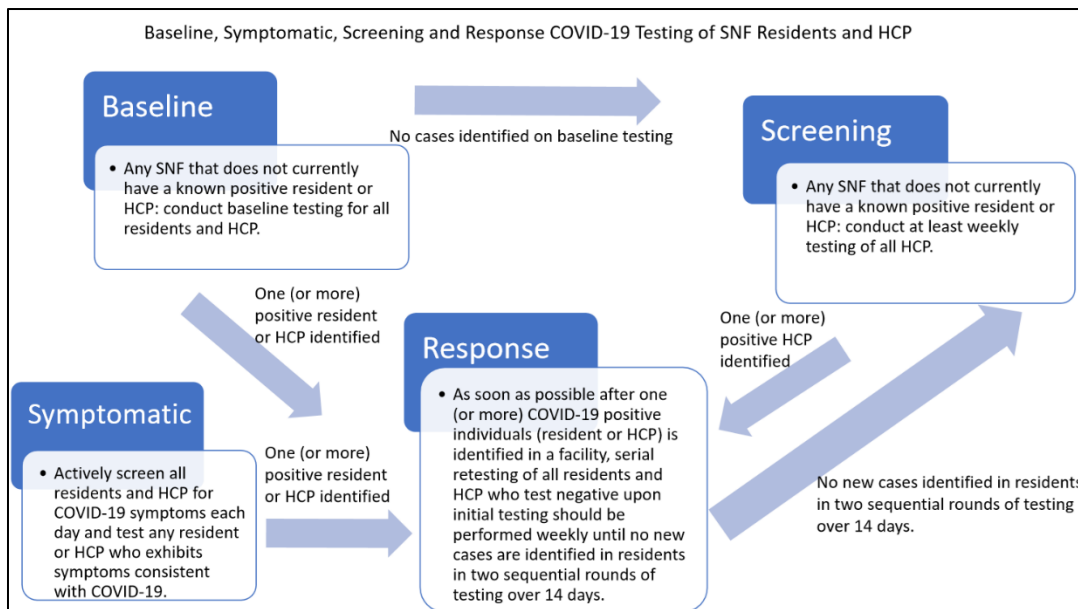 Baseline, Symptomatic, Screening and Response COVID-19 Testing of SNF Residents and HCP
Baseline
• Any SNF that does not currently
have a known positive resident or
HCP: conduct baseline testing for all
residents and HCP.
No cases identified on baseline testing
Screening
• Any SNF that does not currently
have a known positive resident or
HCP: conduct at least weekly
testing of all HCP.
One (or more)
positive resident
or HCP identified
One (or more)
positive HCP
identified
Symptomatic
• Actively screen all
residents and HCP for
COVID-19 symptoms each
day and test any resident
or HCP who exhibits
symptoms consistent
with COVID-19.
One (or more)
positive resident
or HCP identified
Response
• As soon as possible after one
(or more) COVID-19 positive
individuals (resident or HCP) is
identified in a facility, serial
retesting of all residents and
HCP who test negative upon
initial testing should be
performed weekly until no new
cases are identified in residents
in two sequential rounds of
testing over 14 days.
No new cases identified in residents
in two sequential rounds of testing
over 14 days.